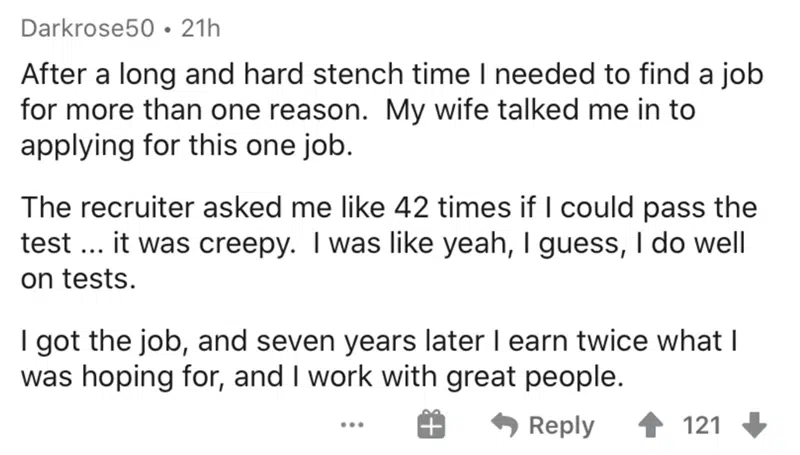 Darkrose50 • 21h
After a long and hard stench time I needed to find a job
for more than one reason.  My wife talked me in to
applying for this one job.
The recruiter asked me like 42 times if I could pass the
test ... it was creepy.  I was like yeah, I guess, I do well
on tests.
I got the job, and seven years later I earn twice what I
was hoping for, and I work with great people.
... Reply 121